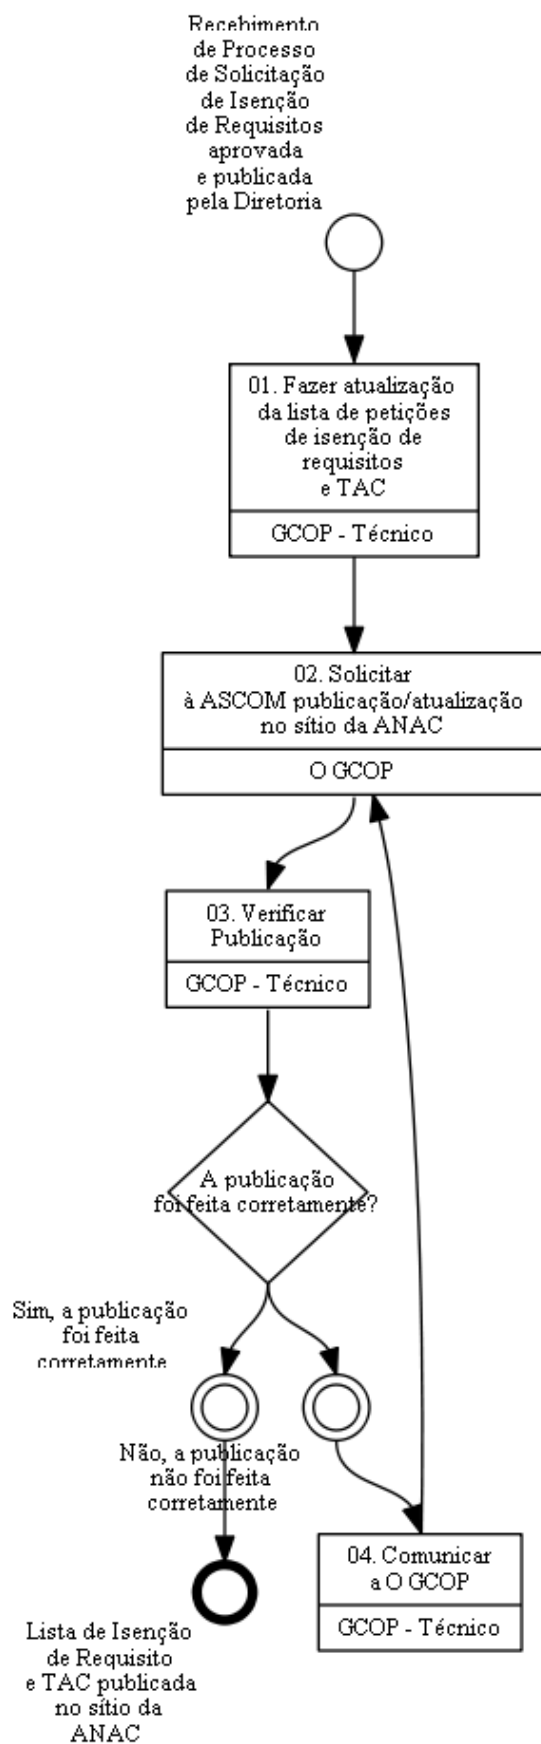 Recebimento
de Processo
de Solicitação
de Isenção
de Requisitos
aprovada
e publicada
pela Diretoria
01. Fazer atualização
da lista de petições
de isenção de
requisitos
e TAC
GCOP - Técnico
02. Solicitar
à ASCOM publicação/atualização
no sítio da ANAC
O GCOP
03. Verificar
Publicação
GCOP - Técnico
A publicação
foi feita corretamente?
Sim, a publicação
foi feita
corretamente
Não, a publicação
não foi feita
corretamente
04. Comunicar
a O GCOP
GCOP - Técnico
Lista de Isenção
de Requisito
e TAC publicada
no sítio da
ANAC